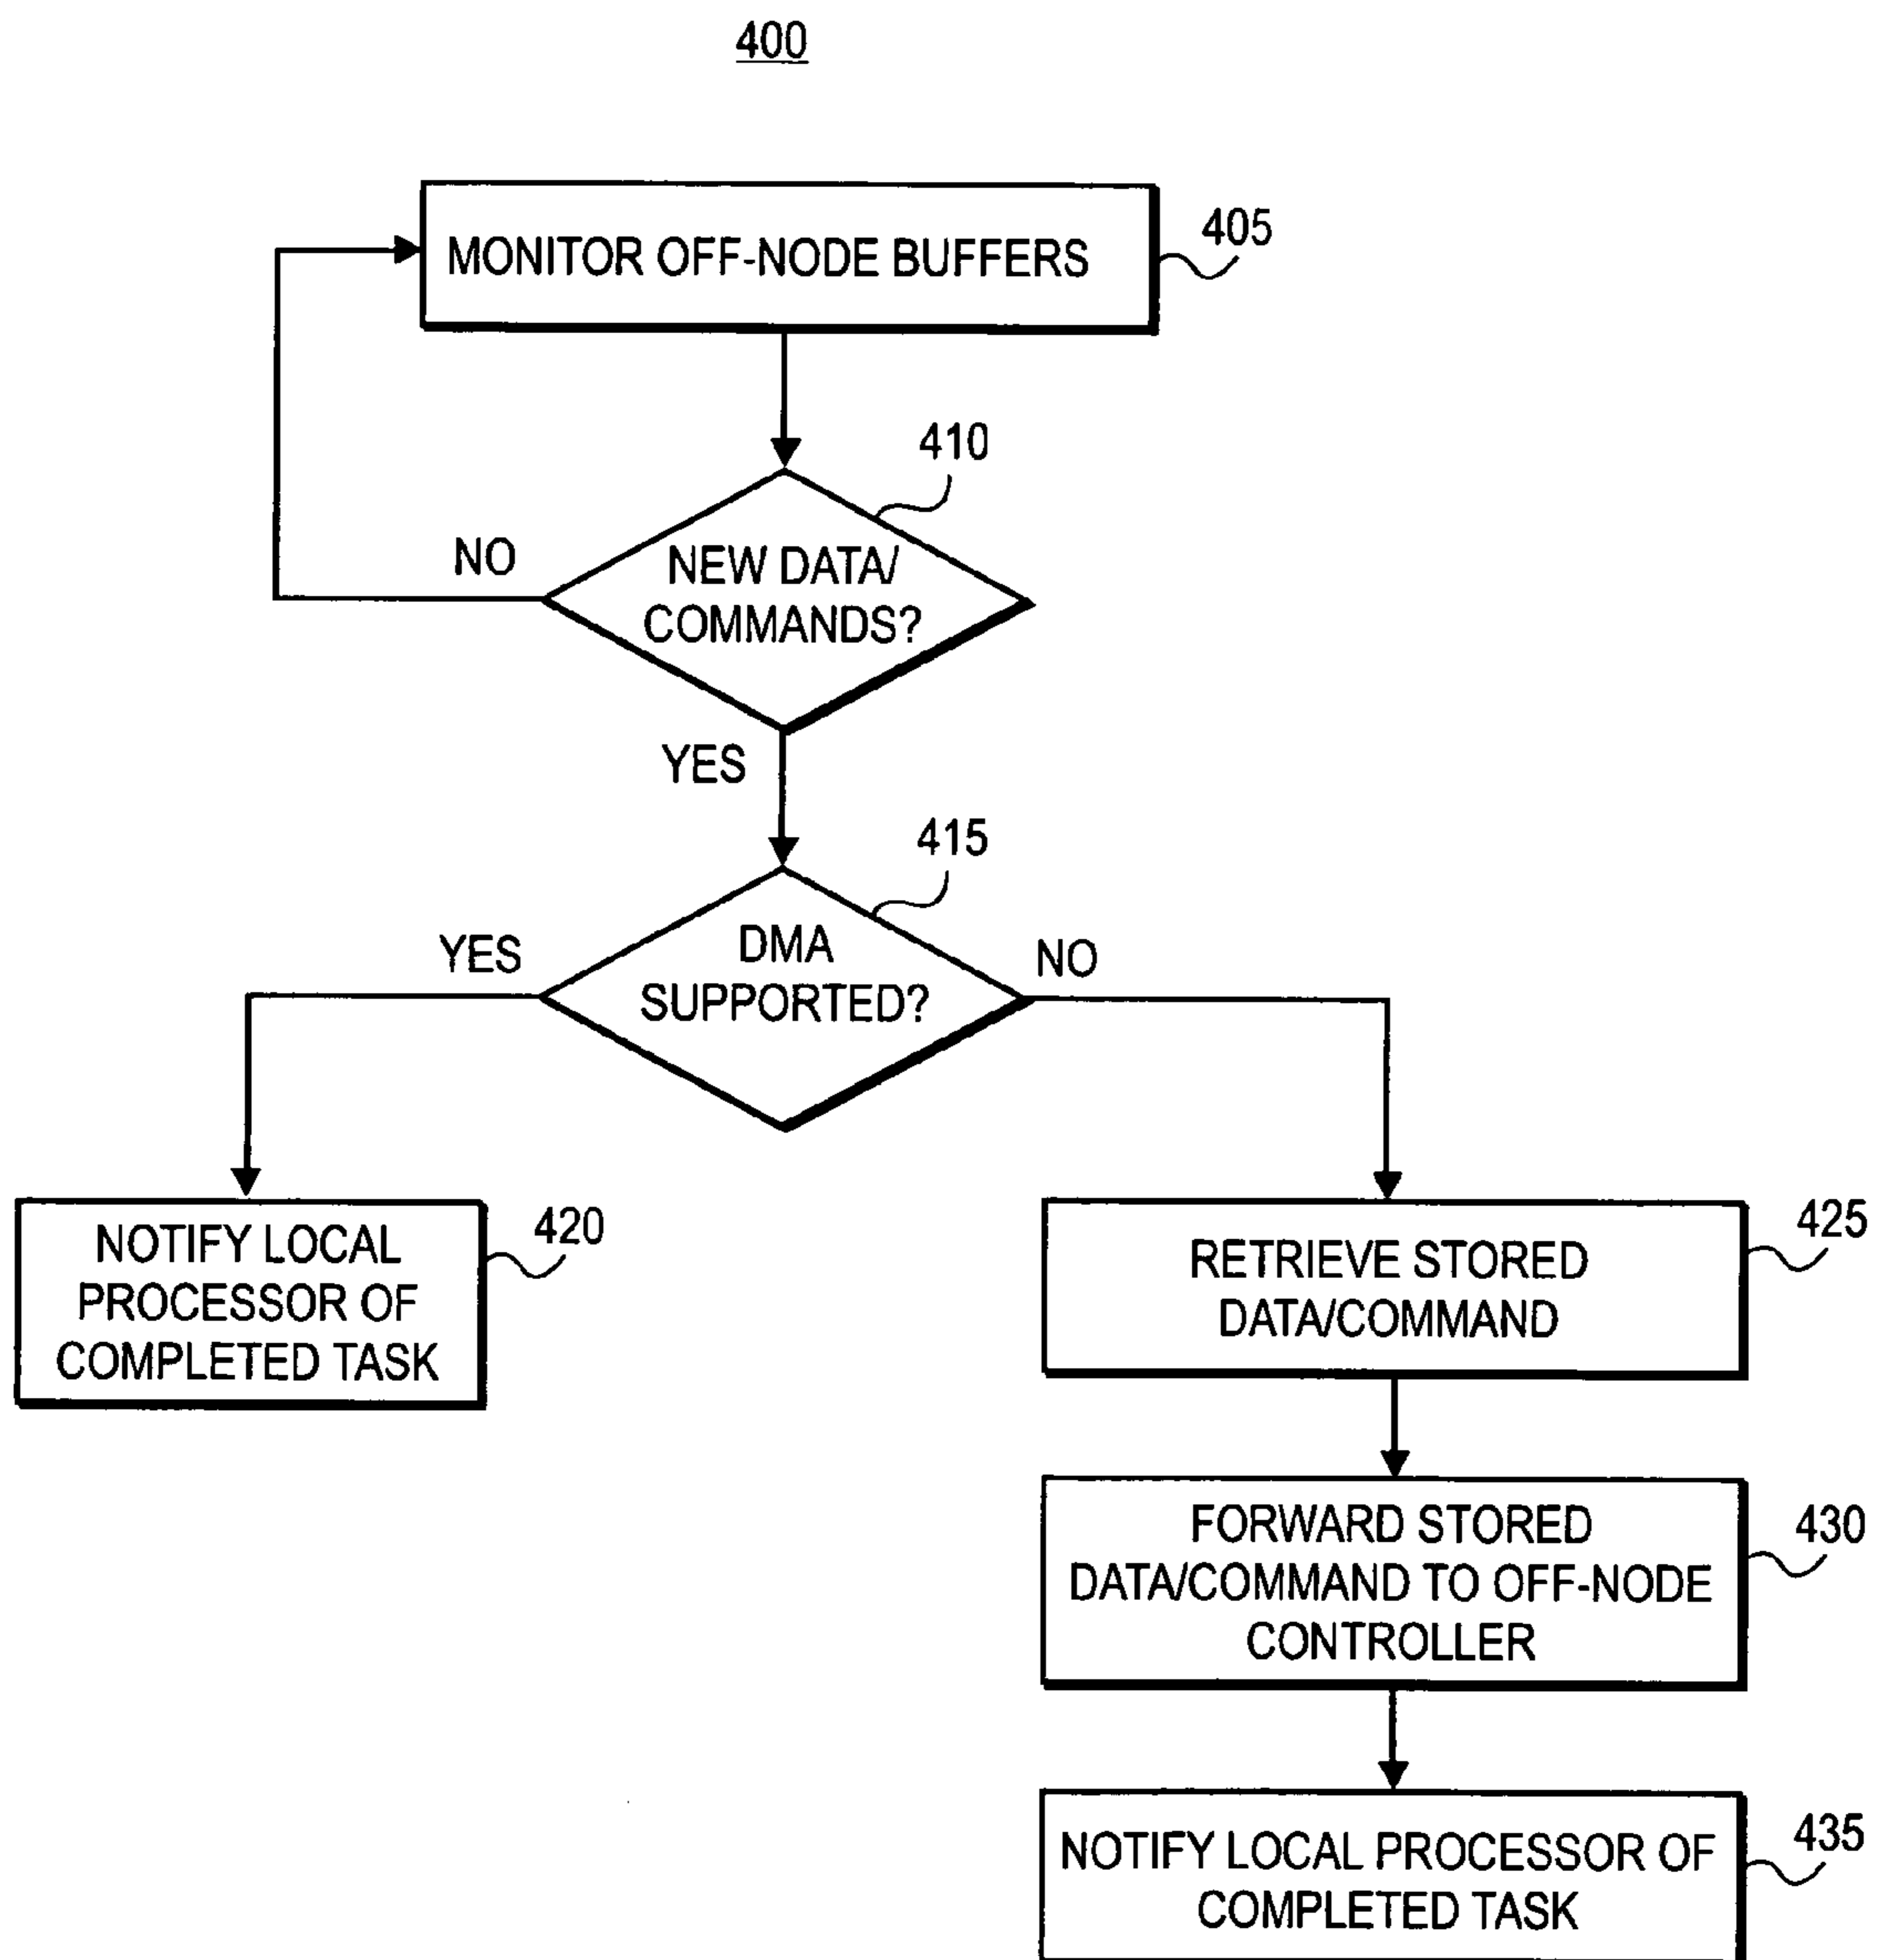 400
MONITOR OFF-NODE BUFFERS
405
410
NEW DATA/
COMMANDS?
NO
YES
415
DMA
SUPPORTED?
YES
NO
NOTIFY LOCAL
PROCESSOR OF
COMPLETED TASK
420
RETRIEVE STORED
DATA/COMMAND
425
FORWARD STORED
DATA/COMMAND TO OFF-NODE
CONTROLLER
430
NOTIFY LOCAL PROCESSOR OF
COMPLETED TASK
435